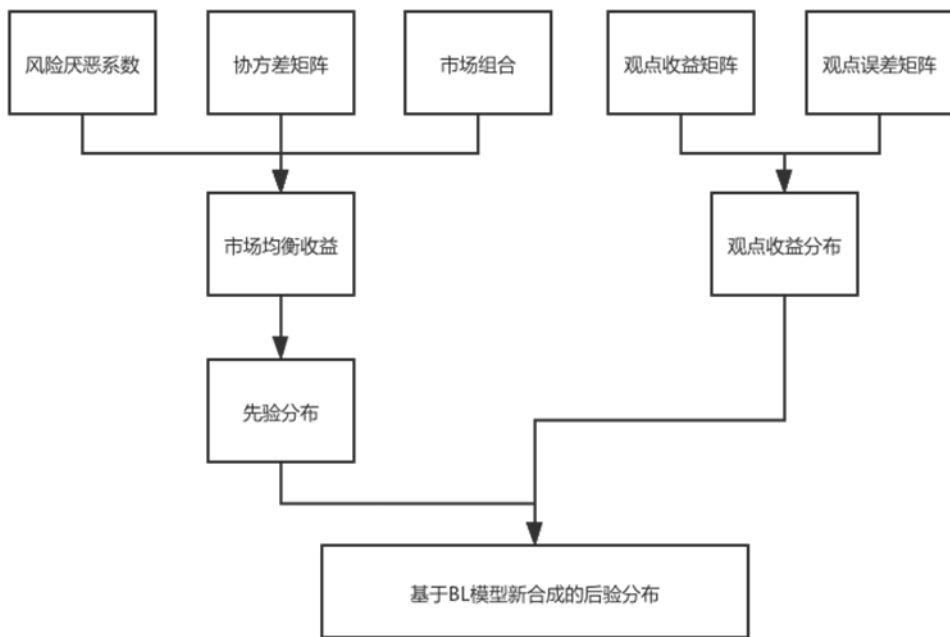 风险厌恶系数
协方差矩阵
市场组合
观点收益矩阵
观点误差矩阵
市场均衡收益
观点收益分布
先验分布
基于BL模型新合成的后验分布